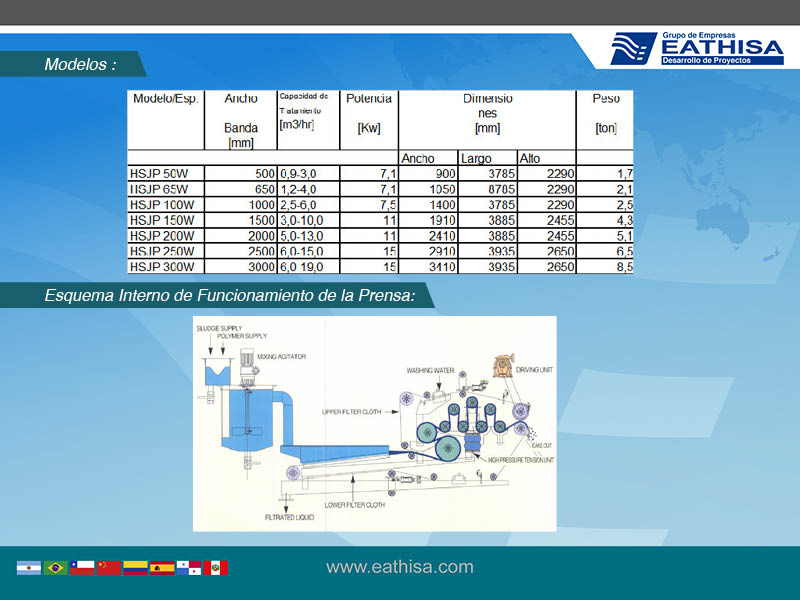 Grupo de Empresas
EATHISA
Desarrollo de Proyectos
Modelos :
Modelo/Esp. Ancho Banda [mm] Capacidad de Tratamiento [m3/hr] Potencia [Kw] Dimensio nes [mm] Peso [ton]
Ancho Largo Alto
HSJP 50W 500 0,9-3,0 7,1 900 3785 2290 1,7
HSJP 65W 650 1,2-4,0 7,1 1050 8785 2290 2,1
HSJP 100W 1000 2,5-6,0 7,5 1400 3785 2290 2,5
HSJP 150W 1500 3,0-10,0 11 1910 3885 2455 4,3
HSJP 200W 2000 5,0-13,0 11 2410 3885 2455 5,1
HSJP 250W 2500 6,0-15,0 15 2910 3935 2650 6,5
HSJP 300W 3000 6,0 19,0 15 3410 3935 2650 8,5
Esquema Interno de Funcionamiento de la Prensa:
SLUDGE SUPPLY
POLYMER SUPPLY
MIXING AGITATOR
WASHING WATER
DRIVING UNIT
UPPER FILTER CLOTH
CAKE OUT
HIGH PRESSURE TENSION UNIT
LOWER FILTER CLOTH
FILTRATED LIQUID
www.eathisa.com